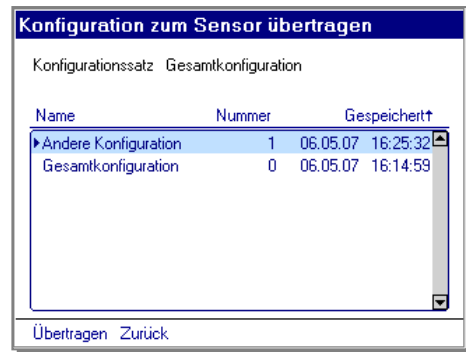 Konfiguration zum Sensor übertragen
Konfigurationssatz Gesamtkonfiguration
Name Nummer Gespeichert↑
Andere Konfiguration 1 06.05.07 16:25:32
Gesamtkonfiguration 0 06.05.07 16:14:59
Übertragen Zurück